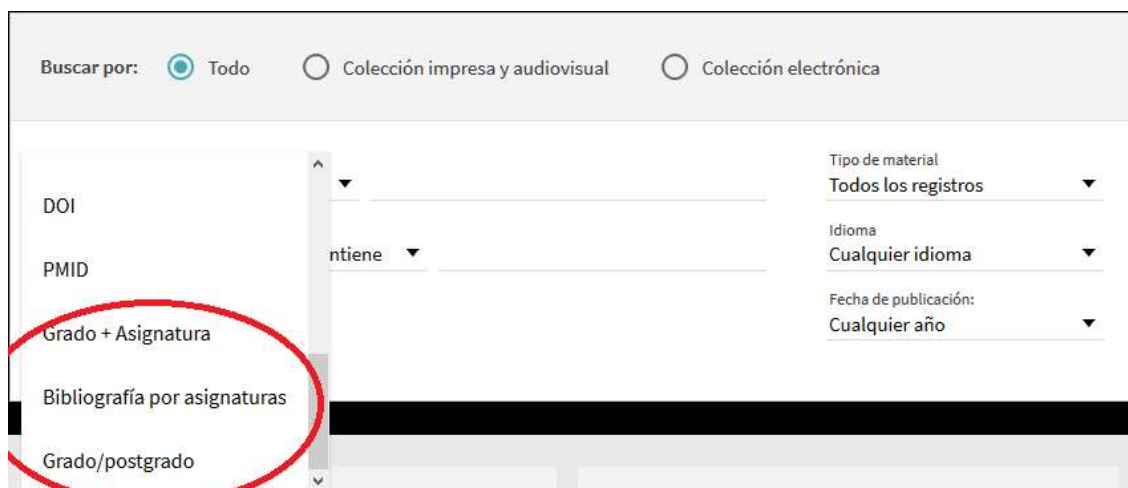 Buscar por: Todo Colección impresa y audiovisual Colección electrónica
Tipo de material
Todos los registros
DOI
ntiene
Idioma
Cualquier idioma
PMID
Fecha de publicación:
Cualquier año
Grado + Asignatura
Bibliografía por asignaturas
Grado/postgrado